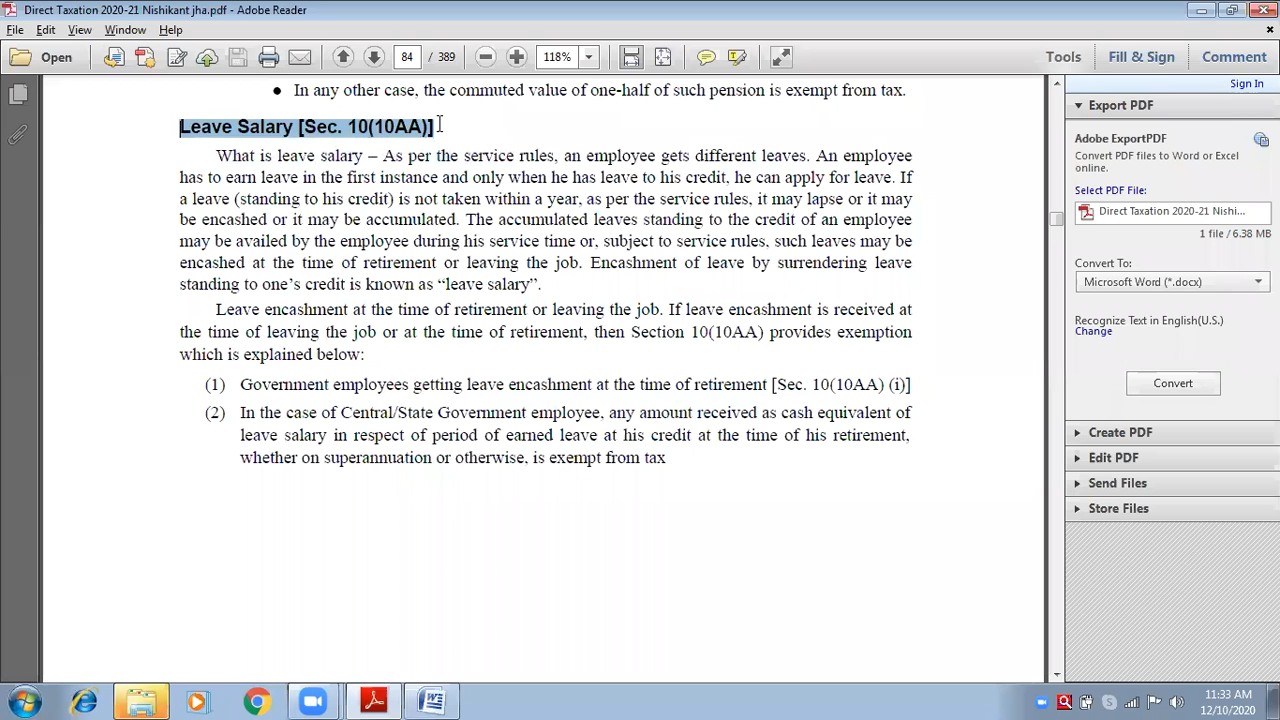 Direct Taxation 2020-21 Nishikant jha.pdf - Adobe Reader
File Edit View Window Help
Open 84 / 389 118% Tools Fill & Sign Comment
Sign In
In any other case, the commuted value of one-half of such pension is exempt from tax.
Leave Salary [Sec. 10(10AA)]
What is leave salary – As per the service rules, an employee gets different leaves. An employee
has to earn leave in the first instance and only when he has leave to his credit, he can apply for leave. If
a leave (standing to his credit) is not taken within a year, as per the service rules, it may lapse or it may
be encashed or it may be accumulated. The accumulated leaves standing to the credit of an employee
may be availed by the employee during his service time or, subject to service rules, such leaves may be
encashed at the time of retirement or leaving the job. Encashment of leave by surrendering leave
standing to one's credit is known as “leave salary”.
Leave encashment at the time of retirement or leaving the job. If leave encashment is received at
the time of leaving the job or at the time of retirement, then Section 10(10AA) provides exemption
which is explained below:
(1) Government employees getting leave encashment at the time of retirement [Sec. 10(10AA) (i)]
(2) In the case of Central/State Government employee, any amount received as cash equivalent of
leave salary in respect of period of earned leave at his credit at the time of his retirement,
whether on superannuation or otherwise, is exempt from tax
Export PDF
Adobe ExportPDF
Convert PDF files to Word or Excel
online.
Select PDF File:
Direct Taxation 2020-21 Nishi...
1 file / 6.38 MB
Convert To:
Microsoft Word (*.docx)
Recognize Text in English(U.S.)
Change
Convert
Create PDF
Edit PDF
Send Files
Store Files
11:33 AM
12/10/2020